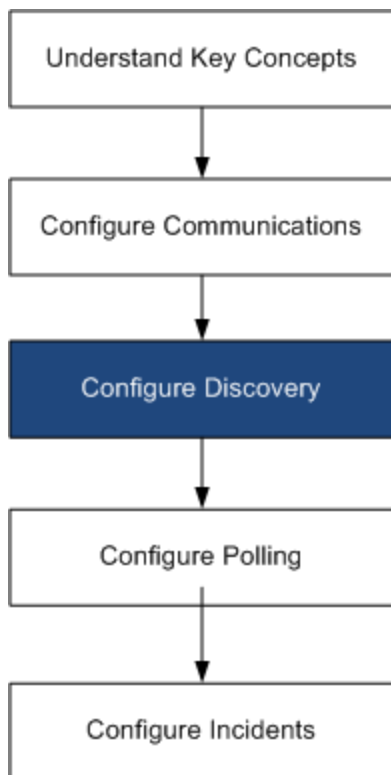 Understand Key Concepts
Configure Communications
Configure Discovery
Configure Polling
Configure Incidents